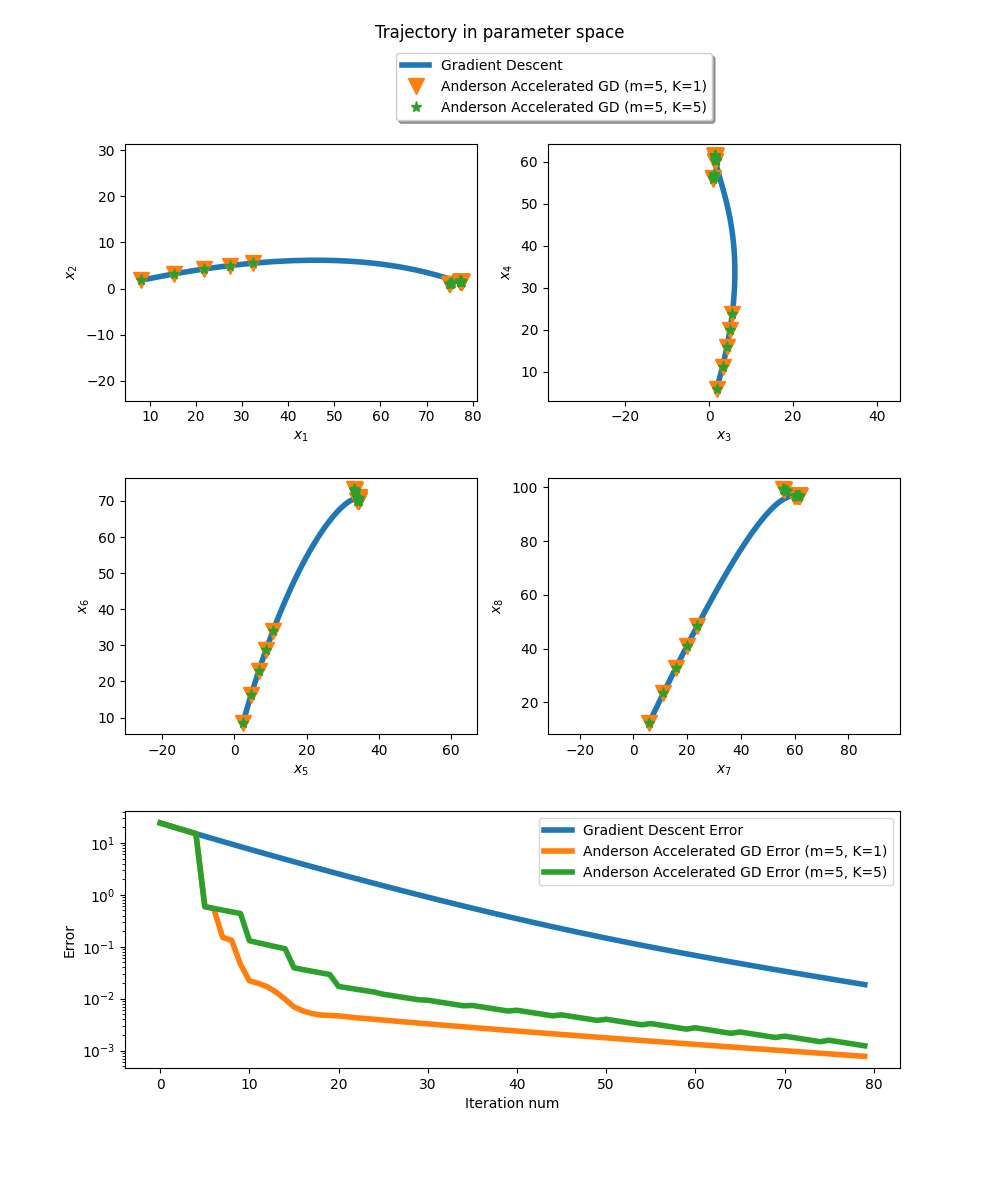 Trajectory in parameter space
Gradient Descent
Anderson Accelerated GD (m=5, K=1)
Anderson Accelerated GD (m=5, K=5)
30
20
10
0
−10
−20
x₂
10 20 30 40 50 60 70 80
x₁
60
50
40
30
20
10
x₄
−20 0 20 40
x₃
70
60
50
40
30
20
10
x₆
−20 0 20 40 60
x₅
100
80
60
40
20
x₈
−20 0 20 40 60 80
x₇
Gradient Descent Error
Anderson Accelerated GD Error (m=5, K=1)
Anderson Accelerated GD Error (m=5, K=5)
10¹
10⁰
10⁻¹
10⁻²
10⁻³
Error
0 10 20 30 40 50 60 70 80
Iteration num